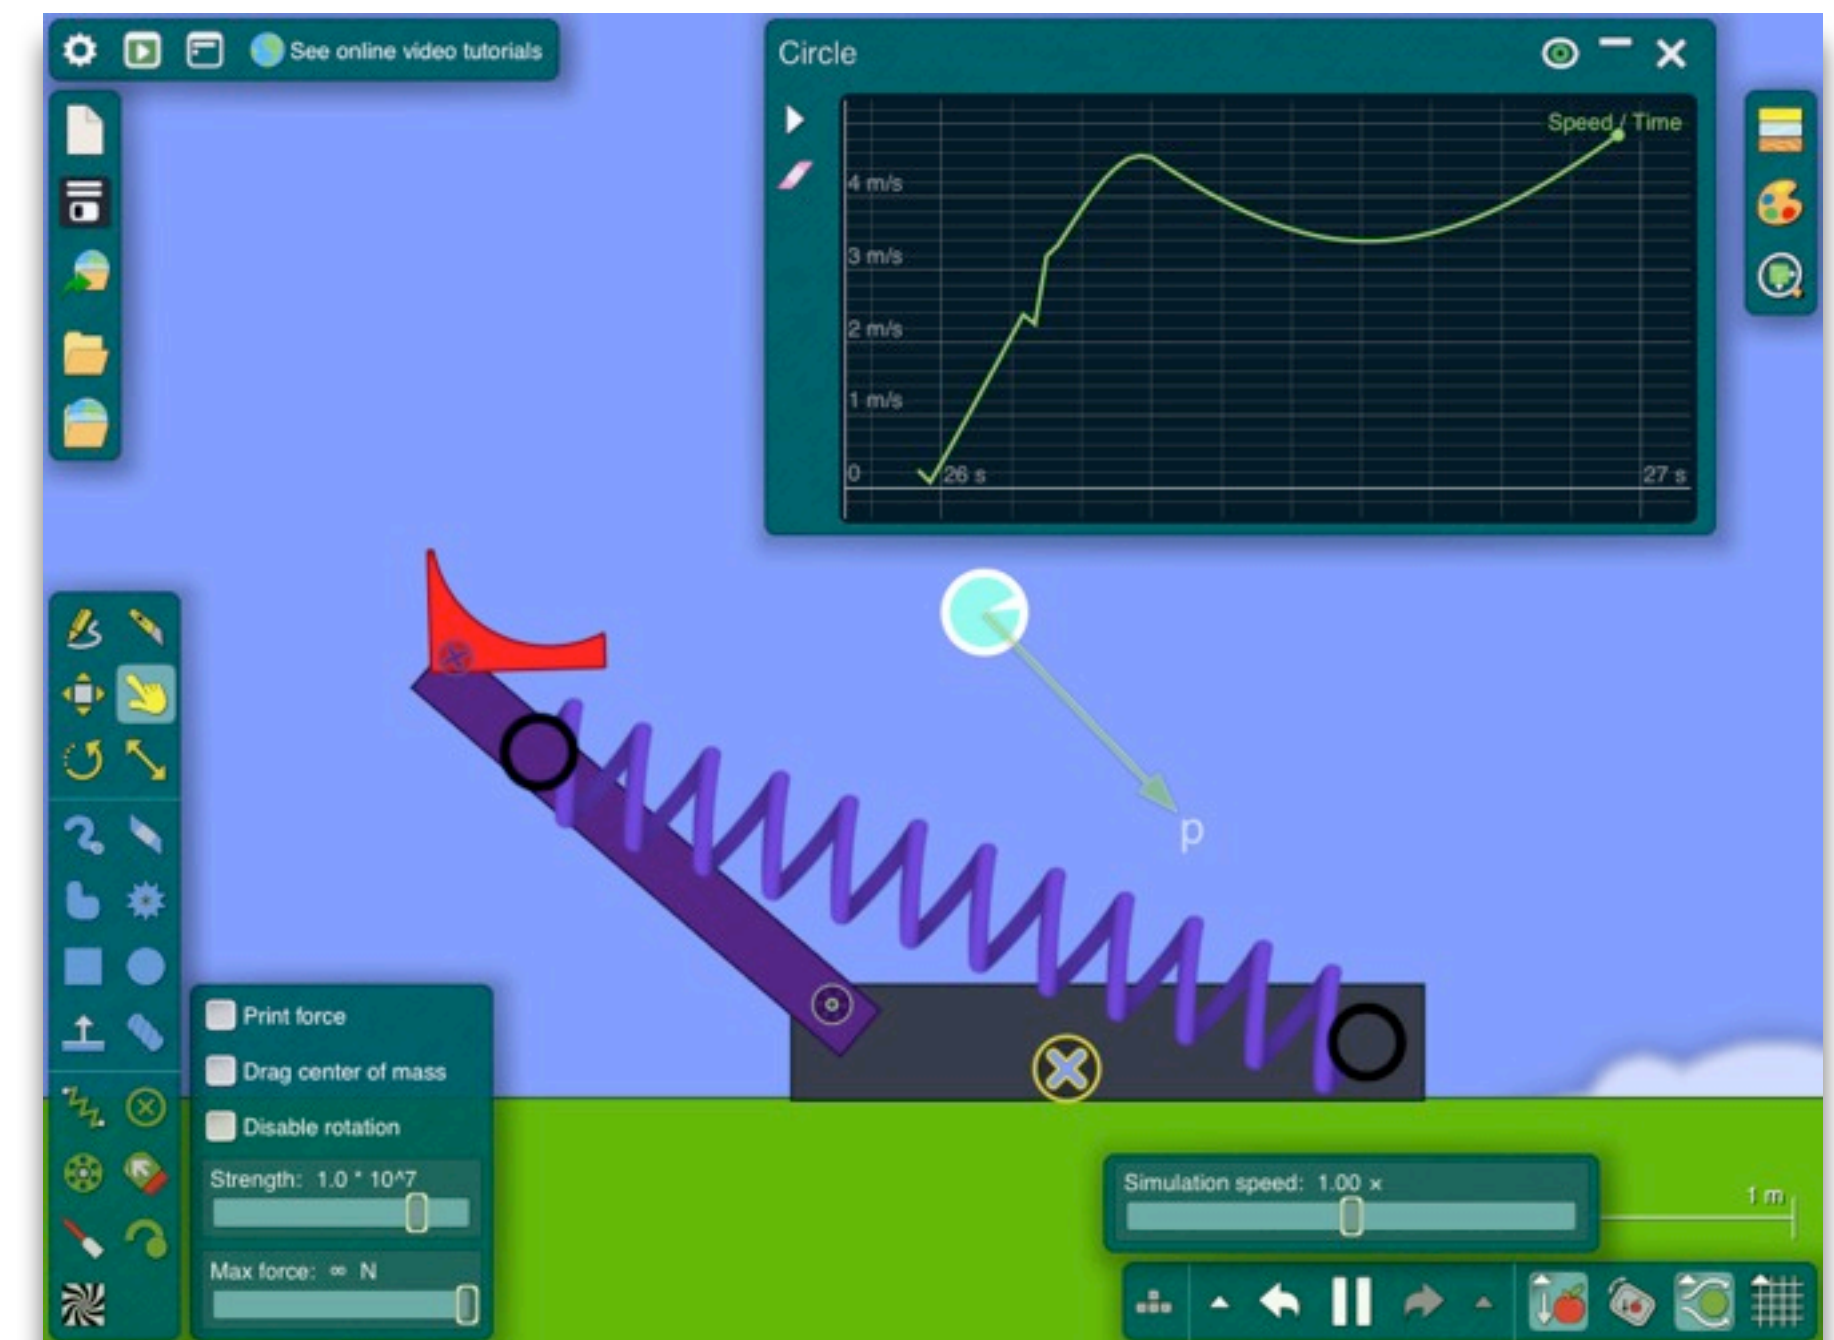 See online video tutorials
Circle
Speed / Time
4 m/s
3 m/s
2 m/s
1 m/s
0
26 s
27 s
p
Print force
Drag center of mass
Disable rotation
Strength: 1.0 * 10^7
Max force: ∞ N
Simulation speed: 1.00 ×
1 m